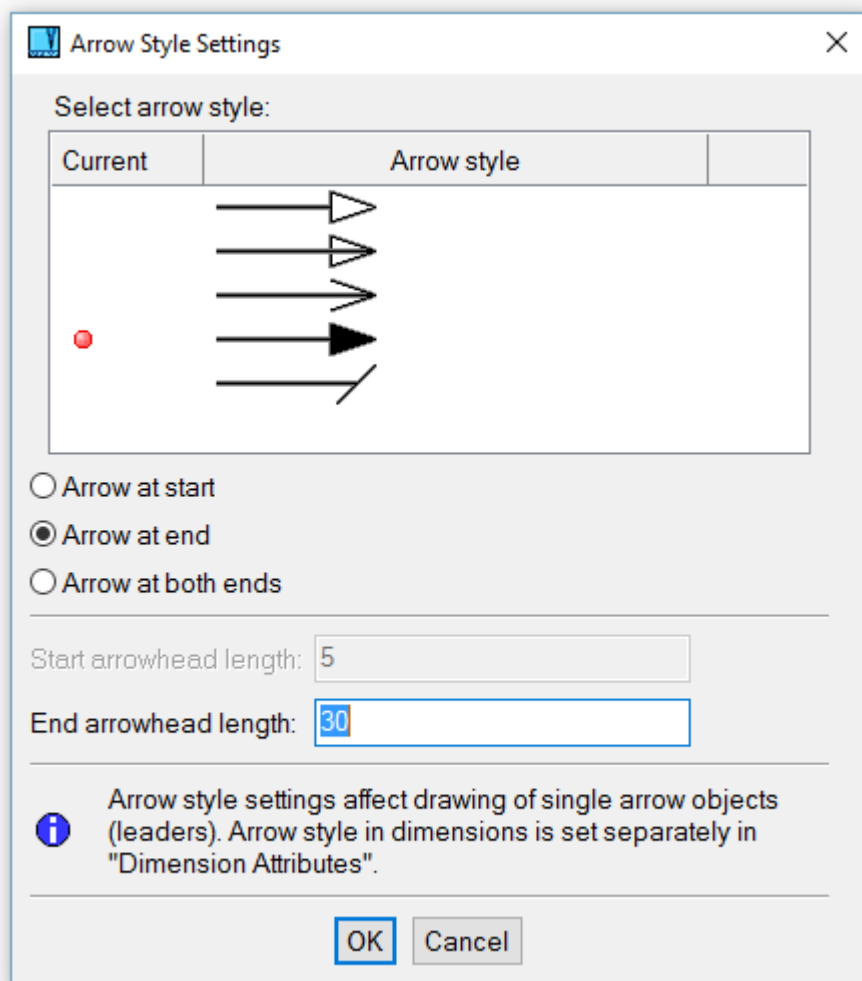 Arrow Style Settings
Select arrow style:
Current Arrow style
Arrow at start
Arrow at end
Arrow at both ends
Start arrowhead length: 5
End arrowhead length: 30
Arrow style settings affect drawing of single arrow objects
(leaders). Arrow style in dimensions is set separately in
"Dimension Attributes".
OK Cancel